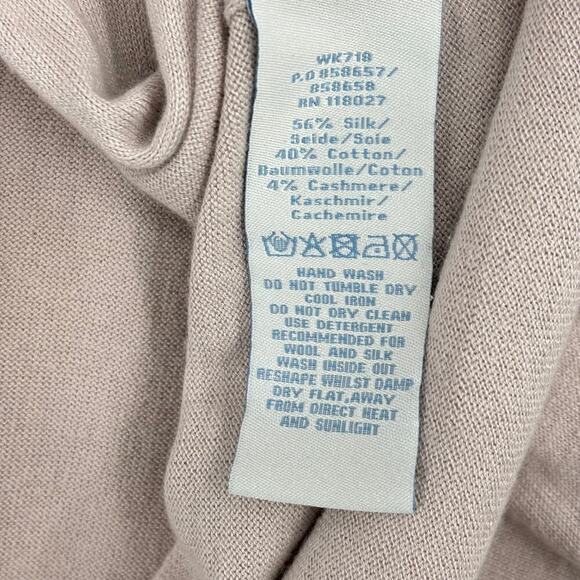 WK718
P.O 858657/
858658
RN 118027
56% Silk/
Seide/Soie
40% Cotton/
Baumwolle/Coton
4% Cashmere/
Kaschmir/
Cachemire
HAND WASH
DO NOT TUMBLE DRY
COOL IRON
DO NOT DRY CLEAN
USE DETERGENT
RECOMMENDED FOR
WOOL AND SILK
WASH INSIDE OUT
RESHAPE WHILST DAMP
DRY FLAT,AWAY
FROM DIRECT HEAT
AND SUNLIGHT